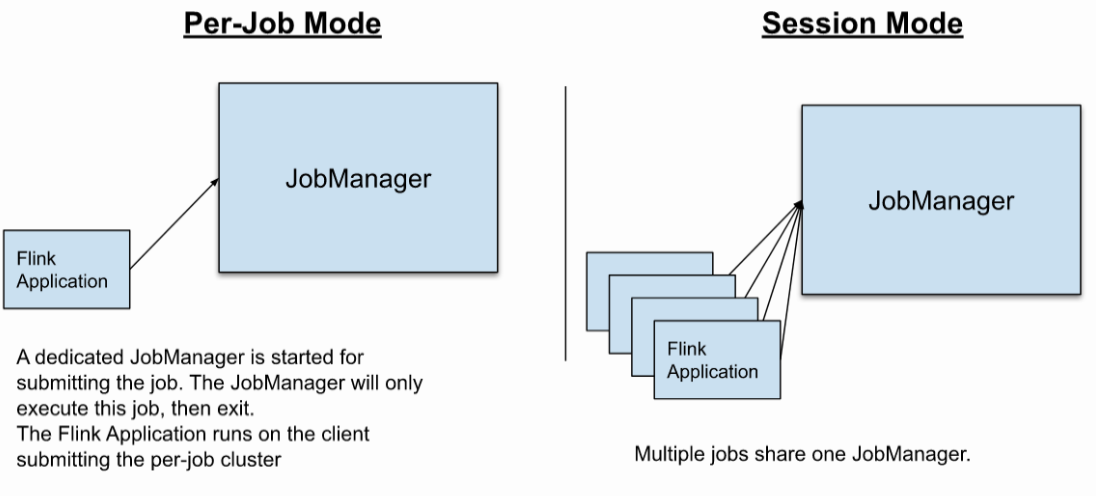 Per-Job Mode
JobManager
Flink
Application
A dedicated JobManager is started for
submitting the job. The JobManager will only
execute this job, then exit.
The Flink Application runs on the client
submitting the per-job cluster
Session Mode
JobManager
Flink
Application
Multiple jobs share one JobManager.